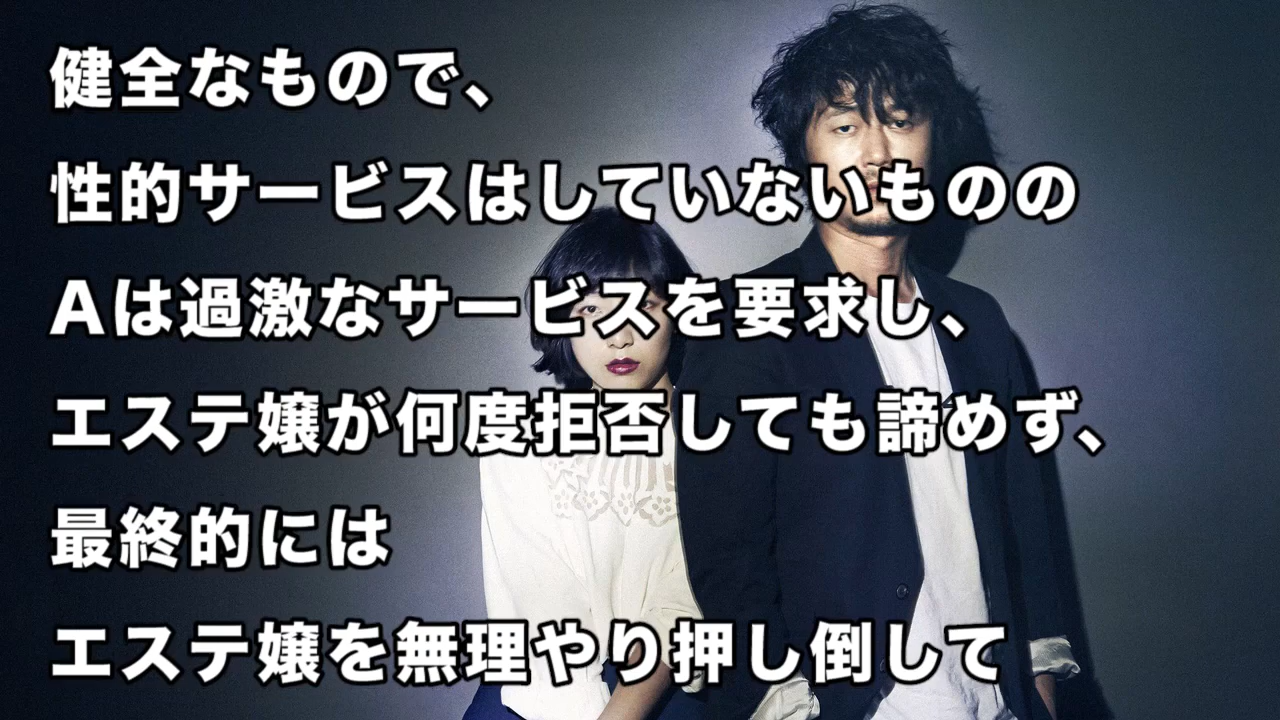 健全なもので、
性的サービスはしていないものの
Aは過激なサービスを要求し、
エステ嬢が何度拒否しても諦めず、
最終的には
エステ嬢を無理やり押し倒して